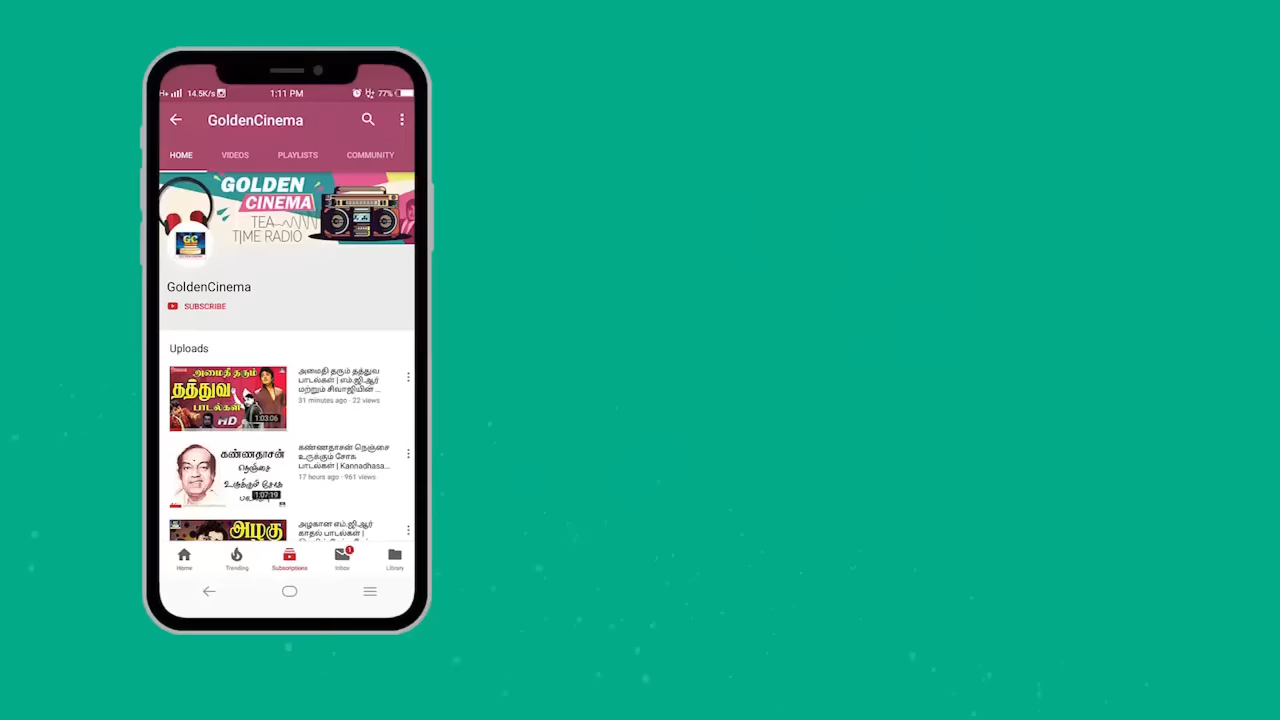 H+ 14.5K/s 1:11 PM 77%
GoldenCinema
HOME VIDEOS PLAYLISTS COMMUNITY
GOLDEN
CINEMA
TEA
TIME RADIO
GC
GoldenCinema
SUBSCRIBE
Uploads
அமைதி தரும்
தத்துவ
பாடல்கள்
HD
1:03:06
அமைதி தரும் தத்துவ
பாடல்கள் | எம்.ஜி.ஆர்
மற்றும் சிவாஜியின் ...
31 minutes ago · 22 views
கண்ணதாசன்
நெஞ்சை
உருக்கும் சோக
1:07:19
கண்ணதாசன் நெஞ்சை
உருக்கும் சோக
பாடல்கள் | Kannadhasa...
17 hours ago · 961 views
அழகு
அழகான எம்.ஜி.ஆர்
காதல் பாடல்கள் |
1
Home Trending Subscriptions Inbox Library